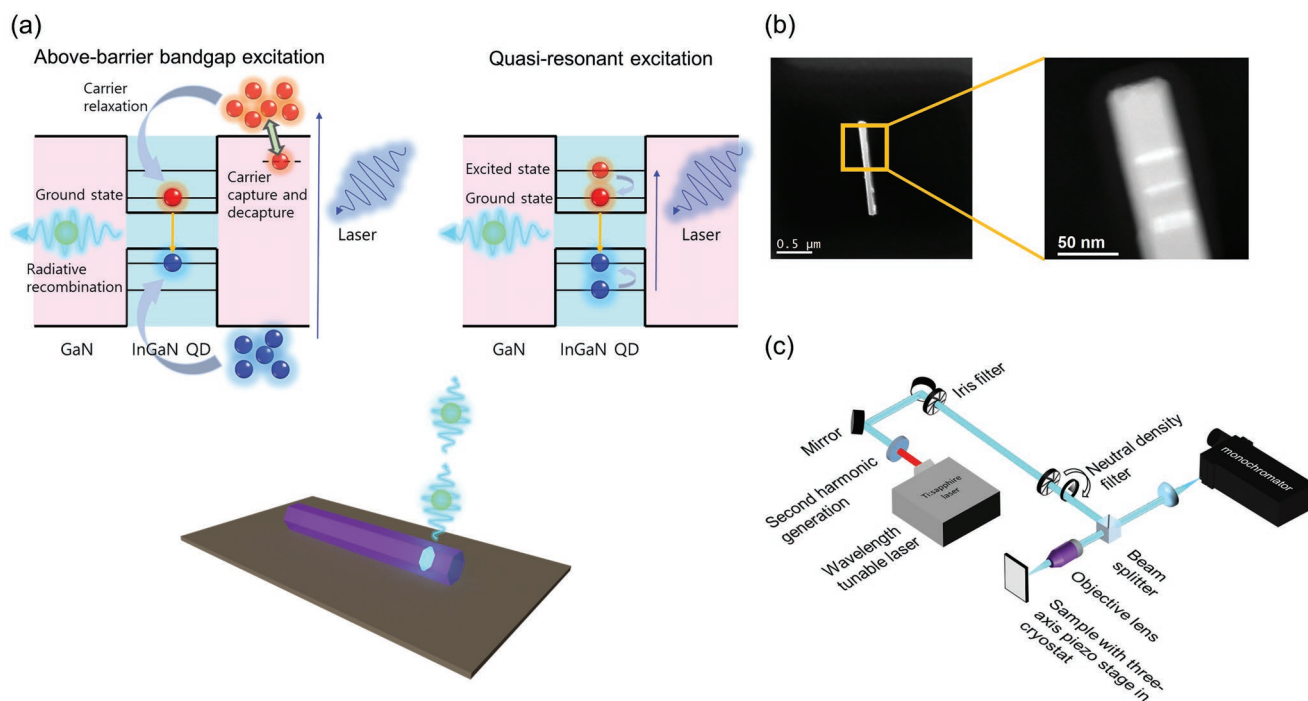 (a)
Above-barrier bandgap excitation
Carrier
relaxation
Ground state
Carrier
capture and
decapture
Laser
Radiative
recombination
GaN
InGaN QD
Quasi-resonant excitation
Excited state
Ground state
Laser
GaN
InGaN QD
(b)
0.5 µm
50 nm
(c)
Iris filter
Mirror
Second harmonic
generation
Ti:sapphire
laser
Wavelength
tunable laser
Neutral density
filter
monochromator
Beam
splitter
Objective lens
Sample with three-
axis piezo stage in
cryostat